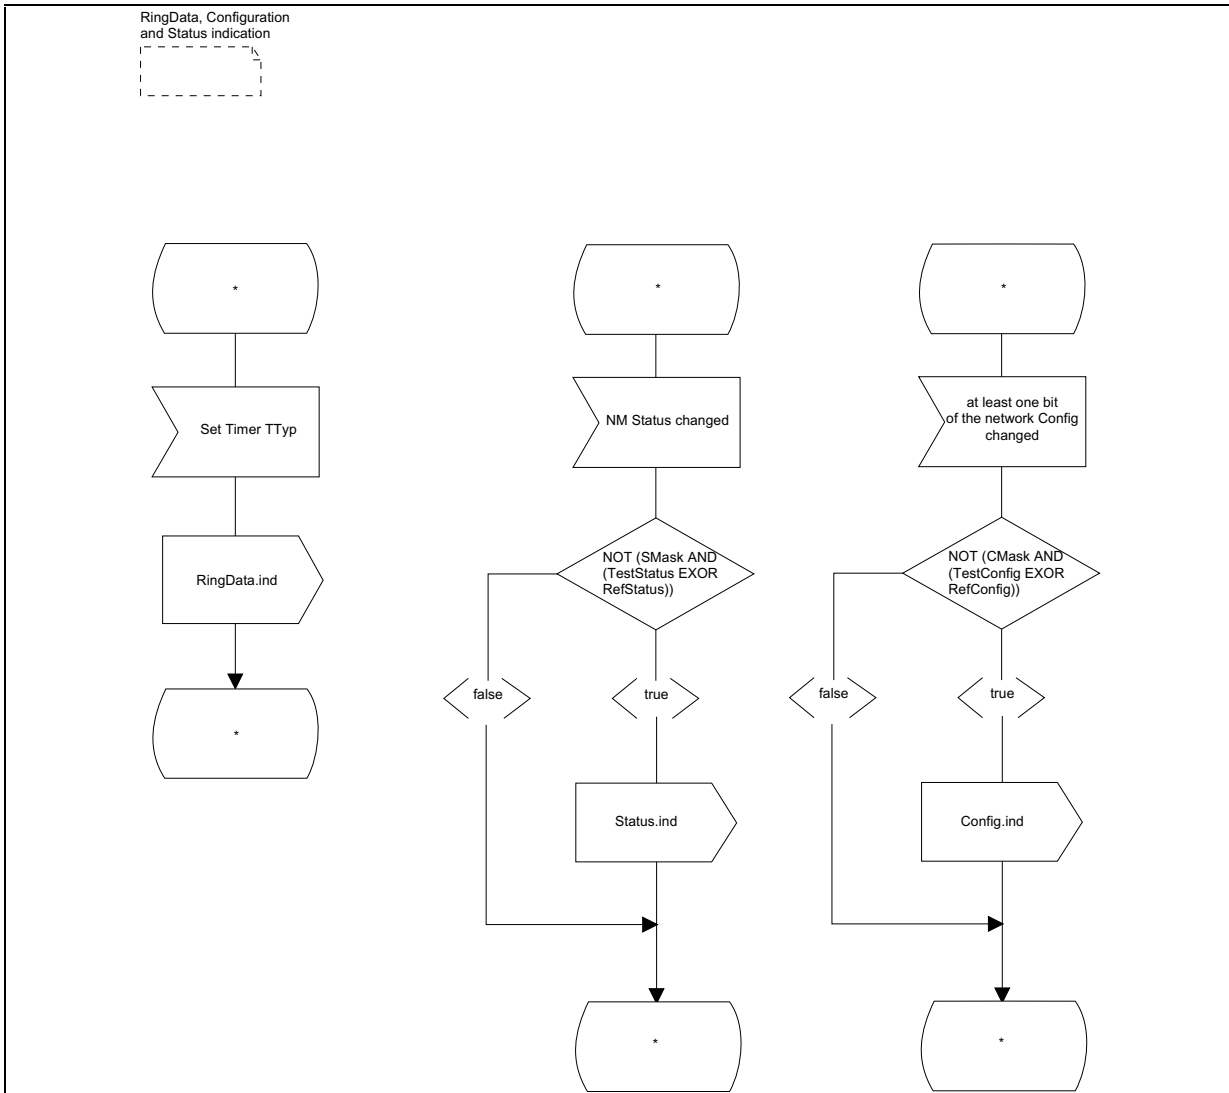 RingData, Configuration
and Status indication
*
Set Timer TTyp
RingData.ind
*
*
NM Status changed
NOT (SMask AND
(TestStatus EXOR
RefStatus))
false
true
Status.ind
*
*
at least one bit
of the network Config
changed
NOT (CMask AND
(TestConfig EXOR
RefConfig))
false
true
Config.ind
*